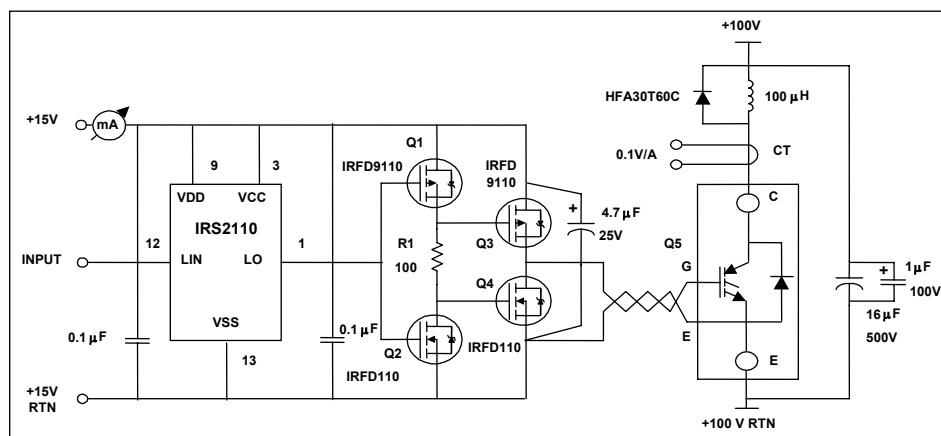 +100V
HFA30T60C
100 μH
+15V
mA
Q1
IRFD9110
IRFD
9110
0.1V/A
CT
9
3
VDD
VCC
IRS2110
12
1
INPUT
LIN
LO
R1
100
Q3
+
4.7 μF
25V
C
Q5
G
Q4
+
1μF
100V
VSS
0.1 μF
0.1 μF
13
Q2
IRFD110
IRFD110
E
E
16 μF
500V
+15V
RTN
+100 V RTN